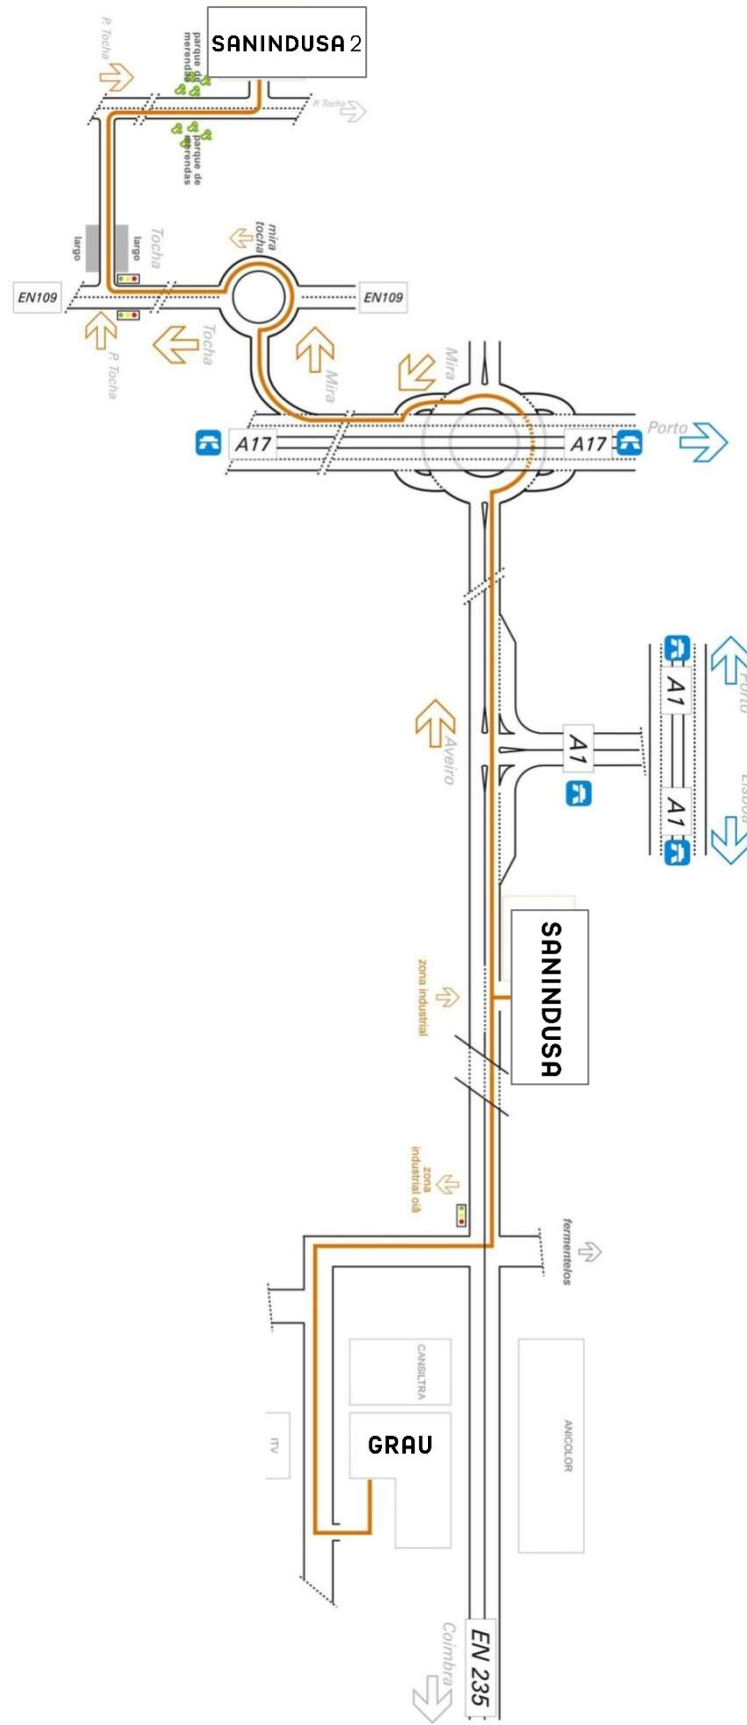 SANINDUSA 2
P. Tocha
parque de
merendas
P. Tocha
parque de
merendas
largo
largo
Tocha
mira
tocha
EN109
EN109
P. Tocha
Tocha
Mira
Mira
A17
A17
Porto
Porto
A1
A1
A1
Lisboa
Aveiro
SANINDUSA
zona industrial
zona
industrial oiã
fermentelos
CANSILTRA
ANICOLOR
ITV
GRAU
Coimbra
EN 235